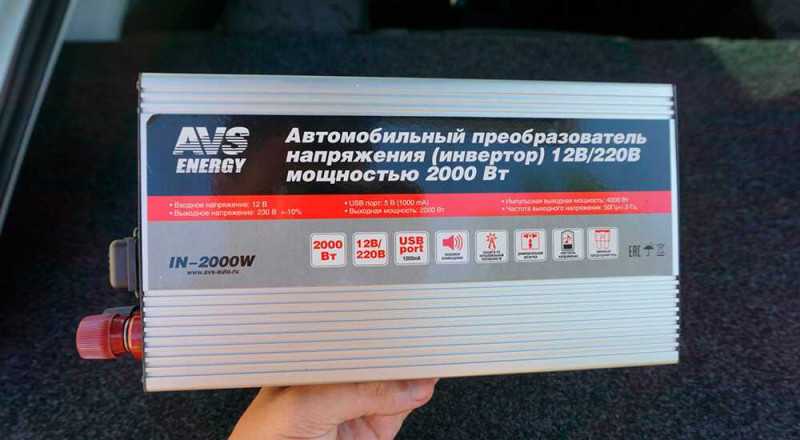 AVS
ENERGY
Автомобильный преобразователь
напряжения (инвертор) 12В/220В
мощностью 2000 Вт
• Входное напряжение: 12 В
• Выходное напряжение: 230 В +-10%
• USB порт: 5 В (1000 mA)
• Выходная мощность: 2000 Вт
• Импульсная выходная мощность: 4000 Вт
• Частота выходного напряжения: 50Гц+/-3 Гц.
IN-2000W
www.avs-auto.ru
2000
Вт
12В/
220В
USB
port
1000mA
EAC